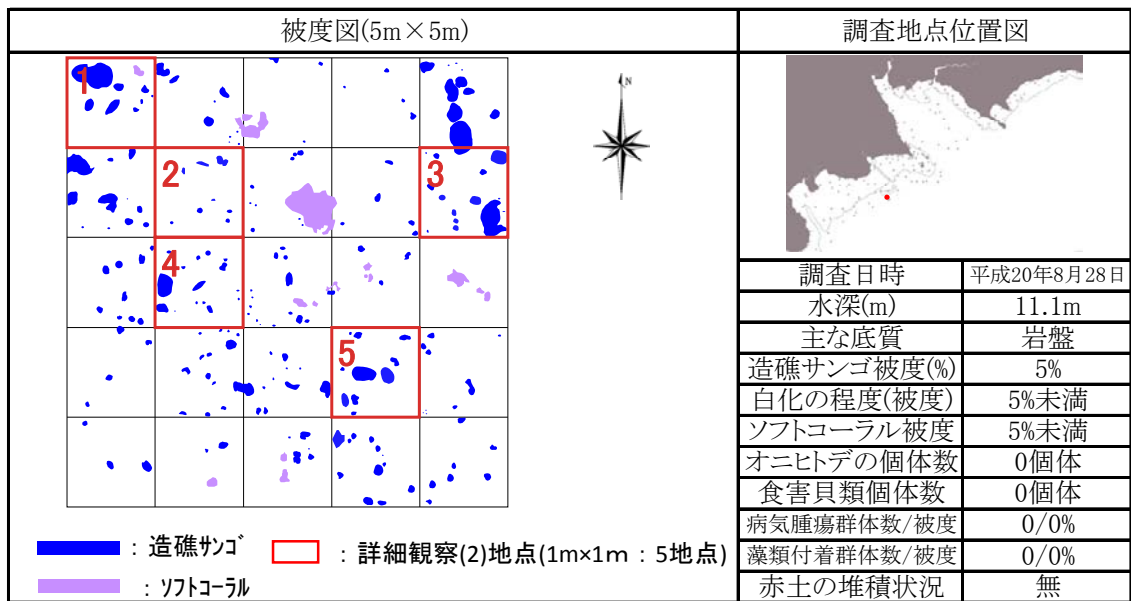 被度図(5m×5m)
調査地点位置図
1
2
3
4
5
N
調査日時 平成20年8月28日
水深(m) 11.1m
主な底質 岩盤
造礁サンゴ被度(%) 5%
白化の程度(被度) 5%未満
ソフトコーラル被度 5%未満
オニヒトデの個体数 0個体
食害貝類個体数 0個体
病気腫瘍群体数/被度 0/0%
藻類付着群体数/被度 0/0%
赤土の堆積状況 無
：造礁ｻﾝｺﾞ ：詳細観察(2)地点(1m×1m：5地点)
：ｿﾌﾄｺｰﾗﾙ